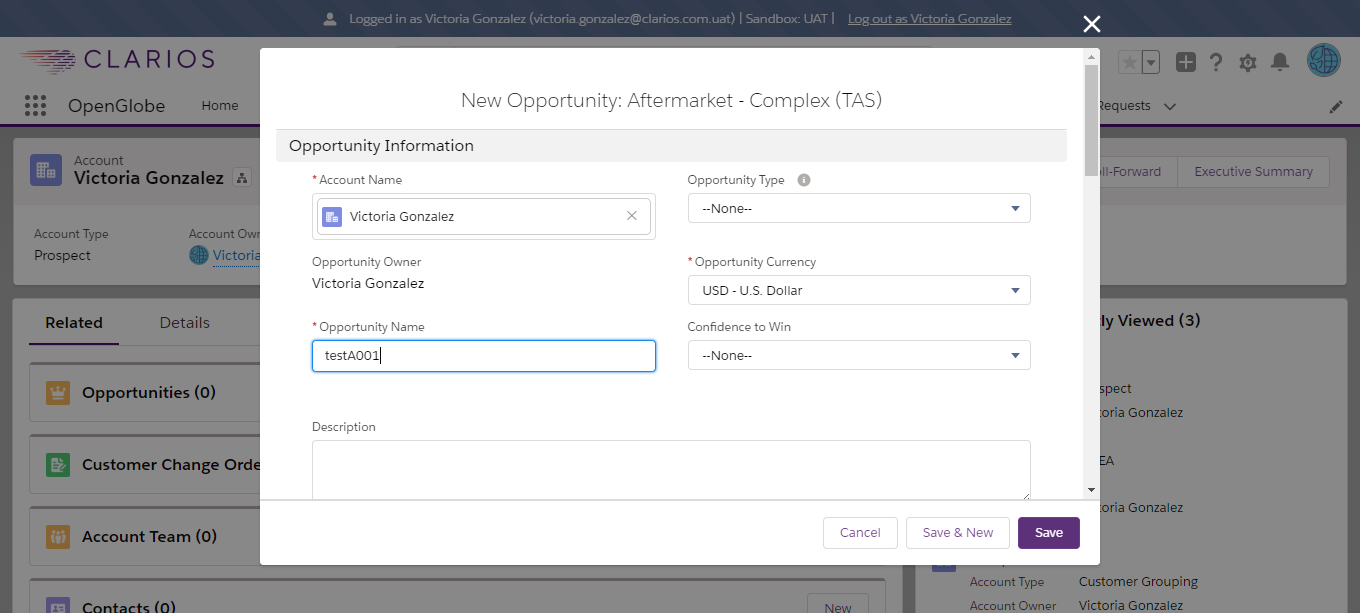 Logged in as Victoria Gonzalez (victoria.gonzalez@clarios.com.uat) | Sandbox: UAT | Log out as Victoria Gonzalez
CLARIOS
OpenGlobe Home Requests
Account
Victoria Gonzalez
ll-Forward Executive Summary
Account Type
Prospect
Account Own
Victoria
Related Details
Opportunities (0)
Customer Change Orde
Account Team (0)
Contacts (0) New
New Opportunity: Aftermarket - Complex (TAS)
Opportunity Information
* Account Name
Victoria Gonzalez
Opportunity Type
--None--
Opportunity Owner
Victoria Gonzalez
* Opportunity Currency
USD - U.S. Dollar
* Opportunity Name
testA001
Confidence to Win
--None--
Description
Cancel Save & New Save
ly Viewed (3)
spect
toria Gonzalez
EA
toria Gonzalez
Account Type Customer Grouping
Account Owner Victoria Gonzalez